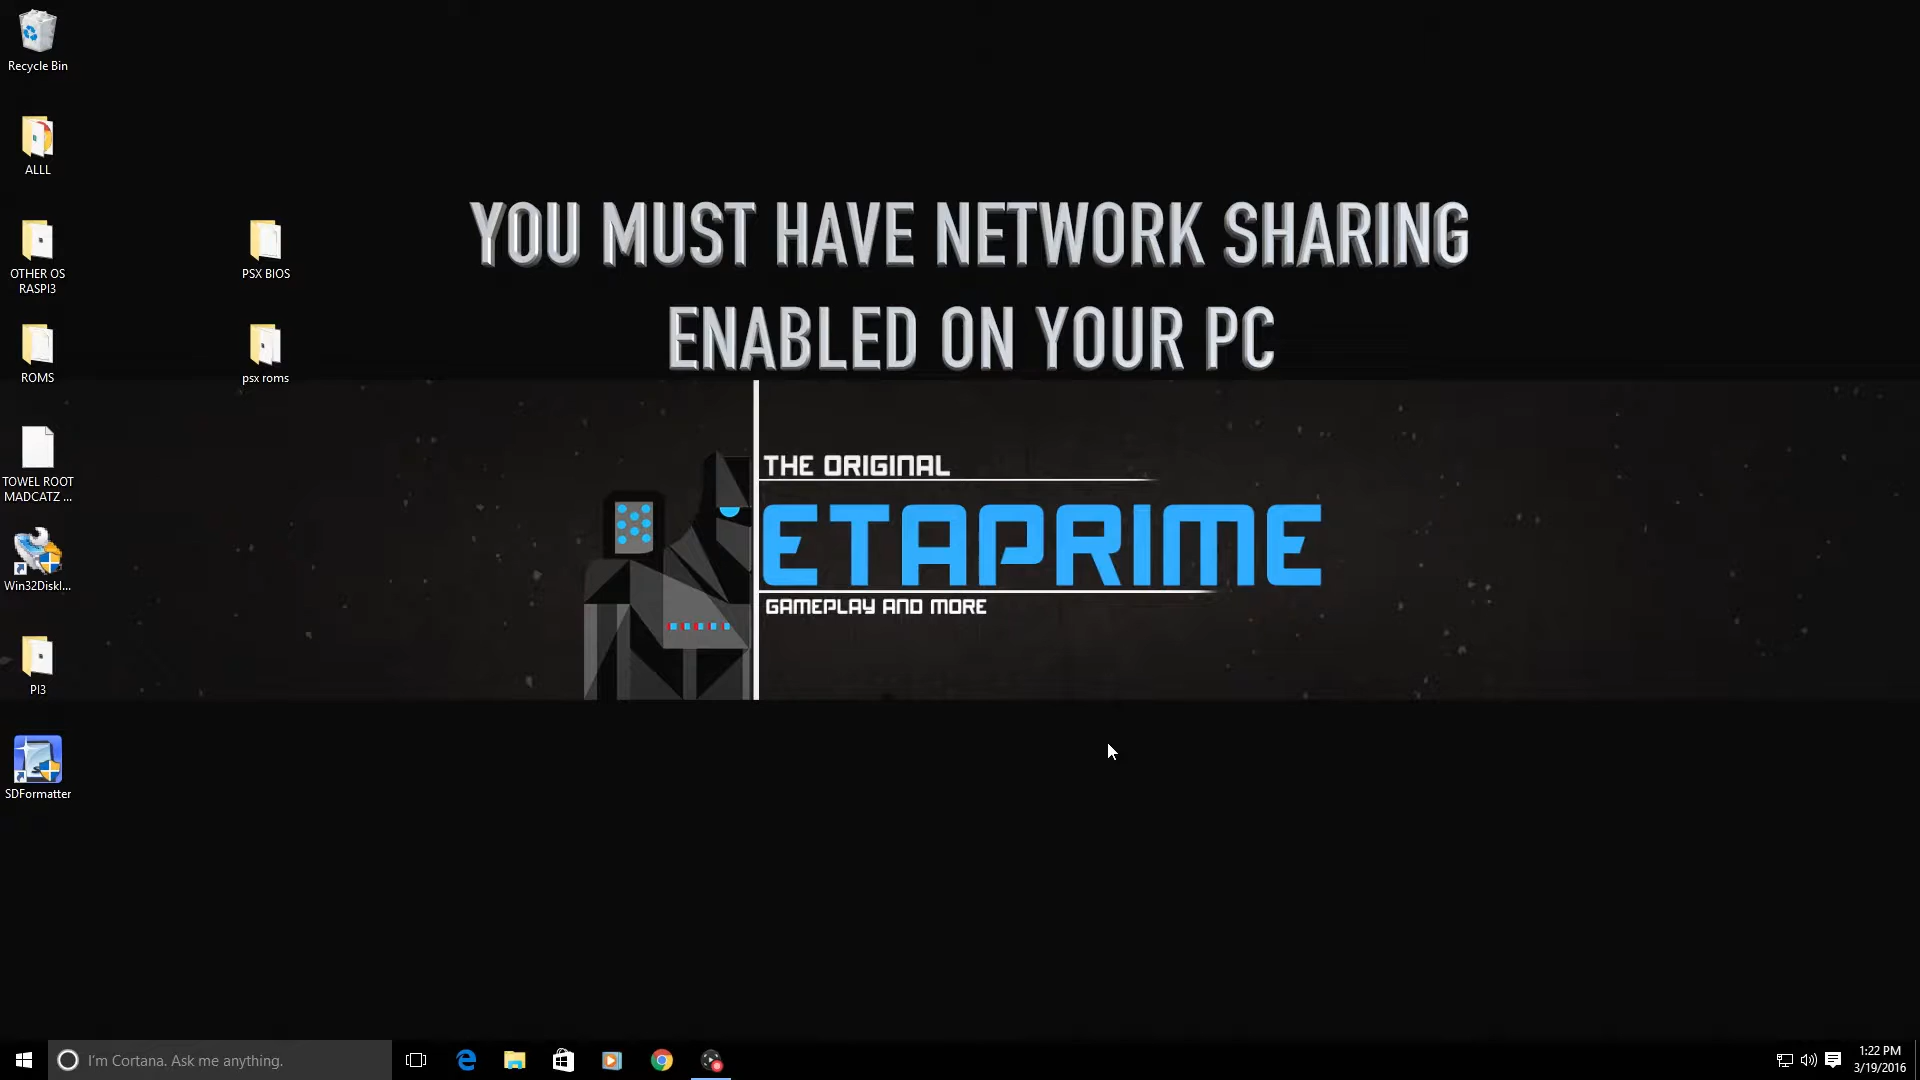 Recycle Bin
ALLL
OTHER OS
RASPI3
PSX BIOS
ROMS
psx roms
TOWEL ROOT
MADCATZ ...
Win32DiskI...
PI3
SDFormatter
YOU MUST HAVE NETWORK SHARING
ENABLED ON YOUR PC
THE ORIGINAL
ETAPRIME
GAMEPLAY AND MORE
I'm Cortana. Ask me anything.
1:22 PM
3/19/2016